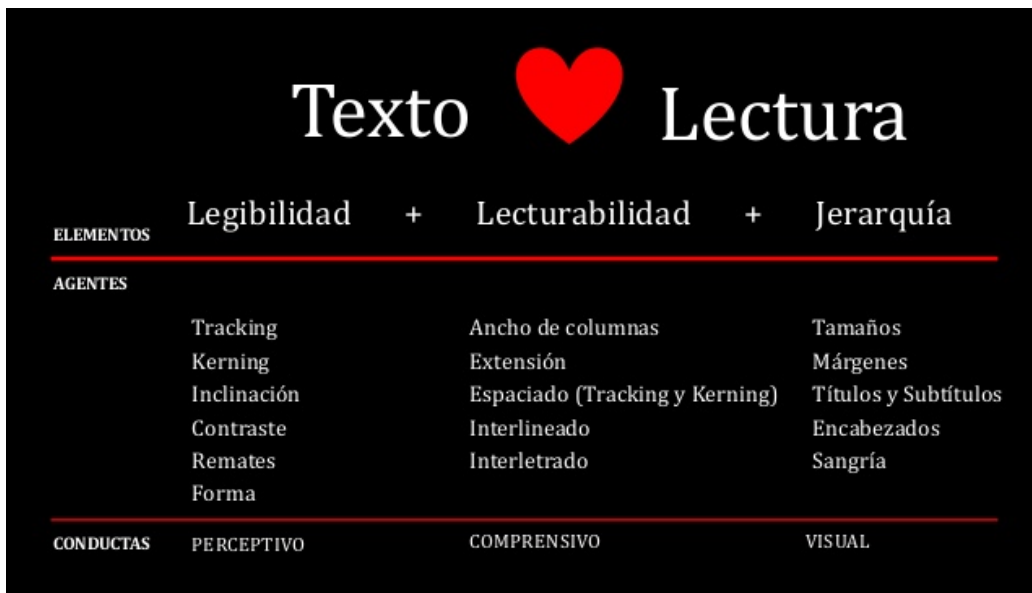 Texto Lectura
Legibilidad + Lecturabilidad + Jerarquía
ELEMENTOS
AGENTES
Tracking
Kerning
Inclinación
Contraste
Remates
Forma
Ancho de columnas
Extensión
Espaciado (Tracking y Kerning)
Interlineado
Interletrado
Tamaños
Márgenes
Títulos y Subtítulos
Encabezados
Sangría
CONDUCTAS PERCEPTIVO COMPRENSIVO VISUAL